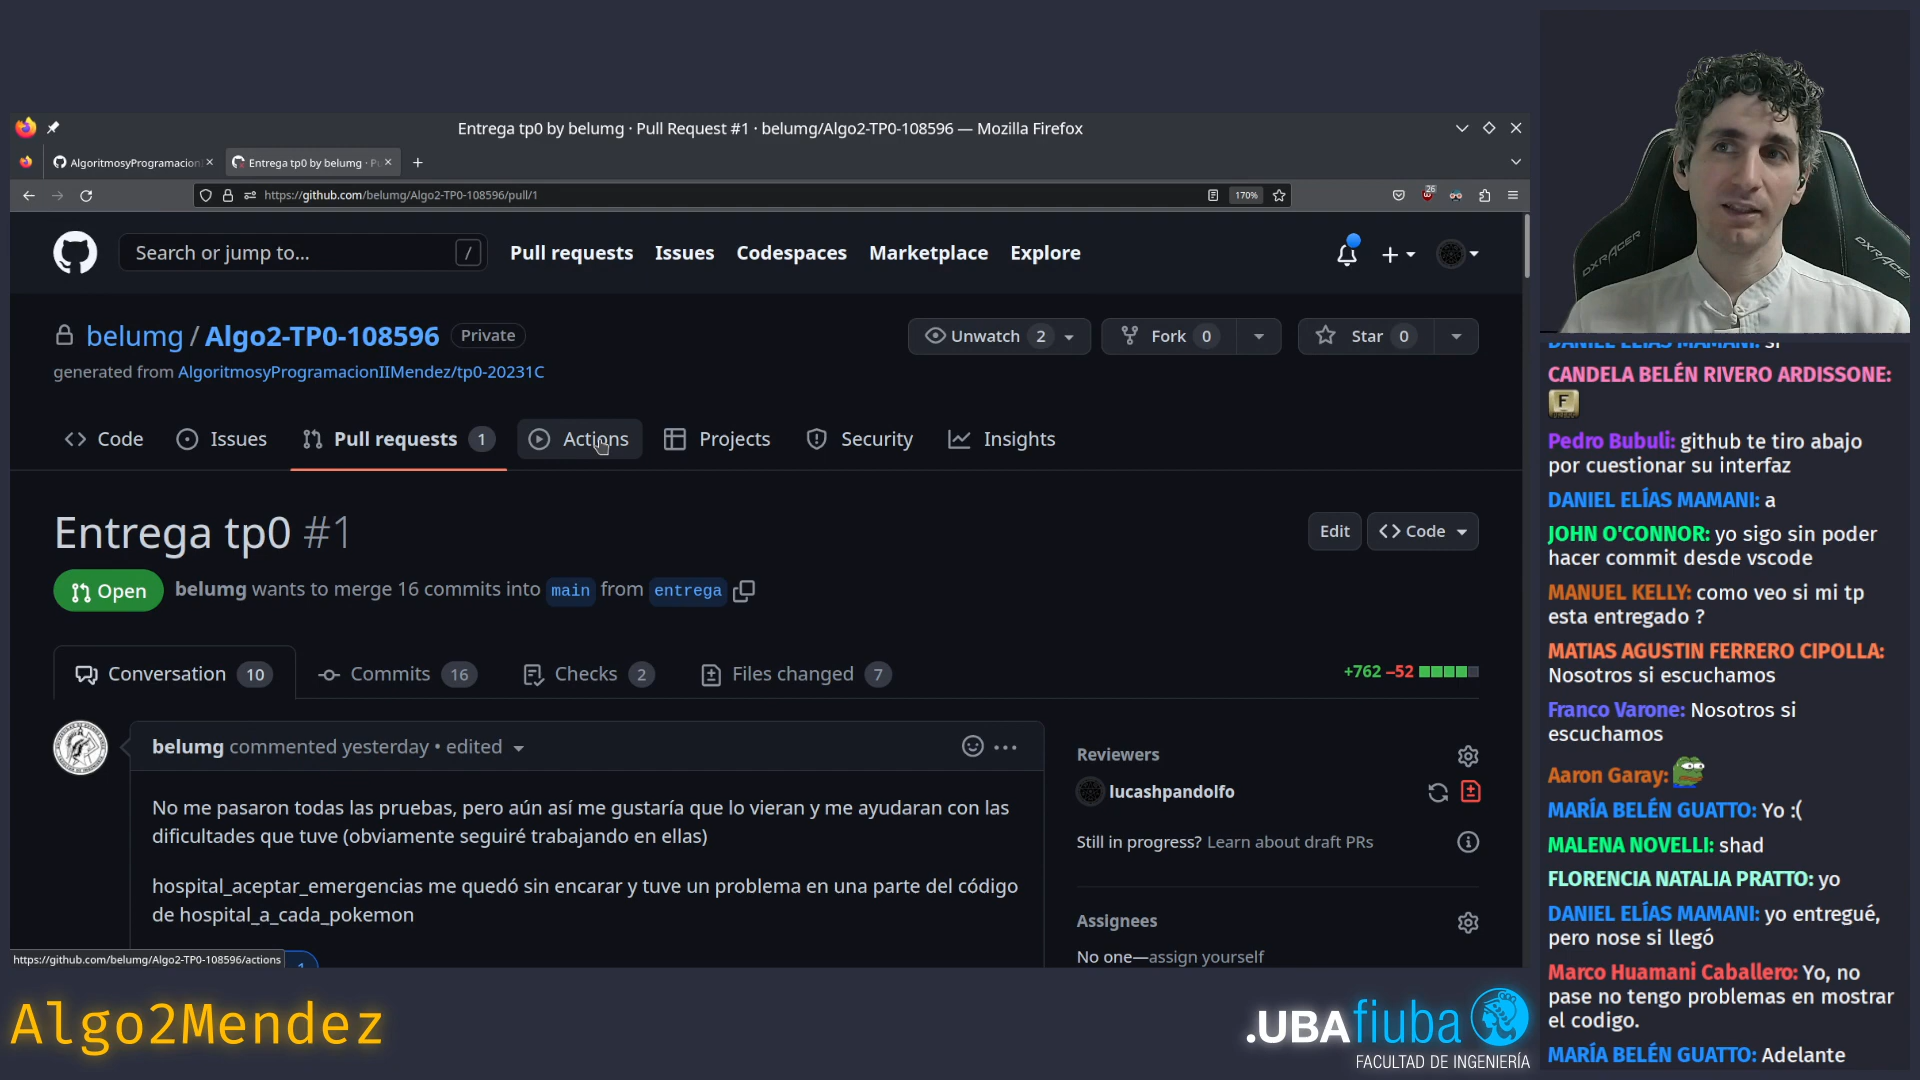 Entrega tp0 by belumg · Pull Request #1 · belumg/Algo2-TP0-108596 — Mozilla Firefox
AlgoritmosyProgramacion
Entrega tp0 by belumg · Pu
https://github.com/belumg/Algo2-TP0-108596/pull/1
170%
26
Search or jump to...
/
Pull requests
Issues
Codespaces
Marketplace
Explore
belumg / Algo2-TP0-108596
Private
Unwatch 2
Fork 0
Star 0
generated from AlgoritmosyProgramacionIIMendez/tp0-20231C
Code
Issues
Pull requests 1
Actions
Projects
Security
Insights
Entrega tp0 #1
Edit
Code
Open
belumg wants to merge 16 commits into main from entrega
Conversation 10
Commits 16
Checks 2
Files changed 7
+762 −52
belumg commented yesterday • edited
No me pasaron todas las pruebas, pero aún así me gustaría que lo vieran y me ayudaran con las
dificultades que tuve (obviamente seguiré trabajando en ellas)
hospital_aceptar_emergencias me quedó sin encarar y tuve un problema en una parte del código
de hospital_a_cada_pokemon
Reviewers
lucashpandolfo
Still in progress? Learn about draft PRs
Assignees
No one—assign yourself
https://github.com/belumg/Algo2-TP0-108596/actions
1
Algo2Mendez
.UBAfiuba
FACULTAD DE INGENIERÍA
DXRACER
DXRACER
DANIEL ELÍAS MAMANI: si
CANDELA BELÉN RIVERO ARDISSONE:
F
Pedro Bubuli: github te tiro abajo
por cuestionar su interfaz
DANIEL ELÍAS MAMANI: a
JOHN O'CONNOR: yo sigo sin poder
hacer commit desde vscode
MANUEL KELLY: como veo si mi tp
esta entregado ?
MATIAS AGUSTIN FERRERO CIPOLLA:
Nosotros si escuchamos
Franco Varone: Nosotros si
escuchamos
Aaron Garay:
MARÍA BELÉN GUATTO: Yo :(
MALENA NOVELLI: shad
FLORENCIA NATALIA PRATTO: yo
DANIEL ELÍAS MAMANI: yo entregué,
pero nose si llegó
Marco Huamani Caballero: Yo, no
pase no tengo problemas en mostrar
el codigo.
MARÍA BELÉN GUATTO: Adelante